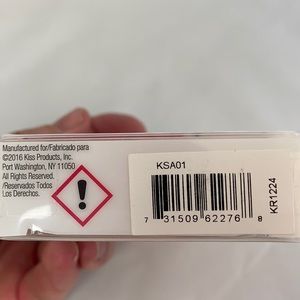 Manufactured for/Fabricado para
©2016 Kiss Products, Inc.
Port Washington, NY 11050
All Rights Reserved.
/Reservados Todos
Los Derechos.
KSA01
7 31509 62276 8
KR1224